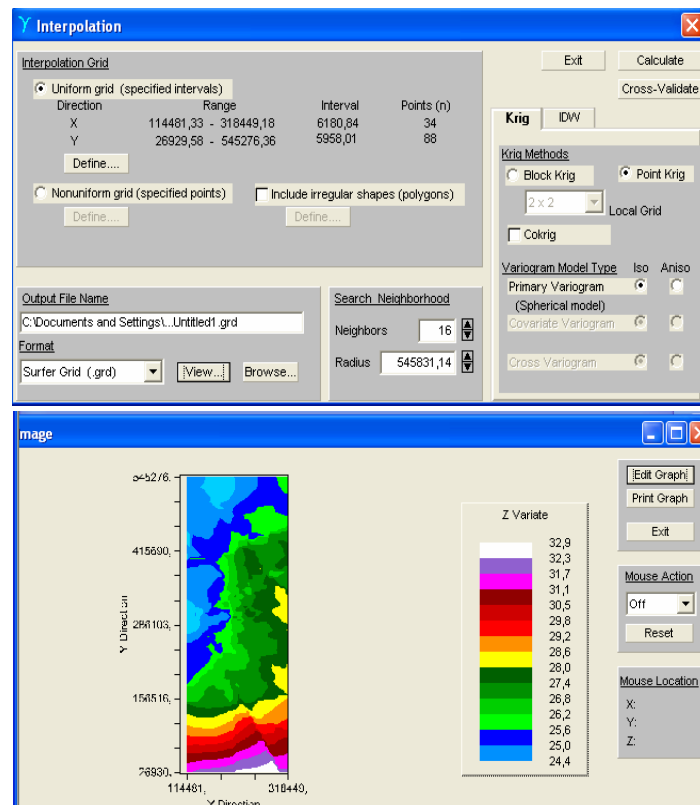 Interpolation
Interpolation Grid
Uniform grid (specified intervals)
Direction Range Interval Points (n)
X 114481,33 - 318449,18 6180,84 34
Y 26929,58 - 545276,36 5958,01 88
Define....
Nonuniform grid (specified points)
Include irregular shapes (polygons)
Define....
Define....
Exit
Calculate
Cross-Validate
Krig
IDW
Krig Methods
Block Krig
Point Krig
2 x 2
Local Grid
Cokrig
Variogram Model Type Iso Aniso
Primary Variogram
(Spherical model)
Covariate Variogram
Cross Variogram
Output File Name
C:\Documents and Settings\...Untitled1.grd
Format
Surfer Grid (.grd)
View...
Browse...
Search Neighborhood
Neighbors 16
Radius 545831,14
mage
415690,
Y Direction
114481,
Z Variate
32,9
32,3
31,7
31,1
30,5
29,8
29,2
28,6
28,0
27,4
26,8
26,2
25,6
25,0
24,4
Edit Graph
Print Graph
Exit
Mouse Action
Off
Reset
Mouse Location
X:
Y:
Z: